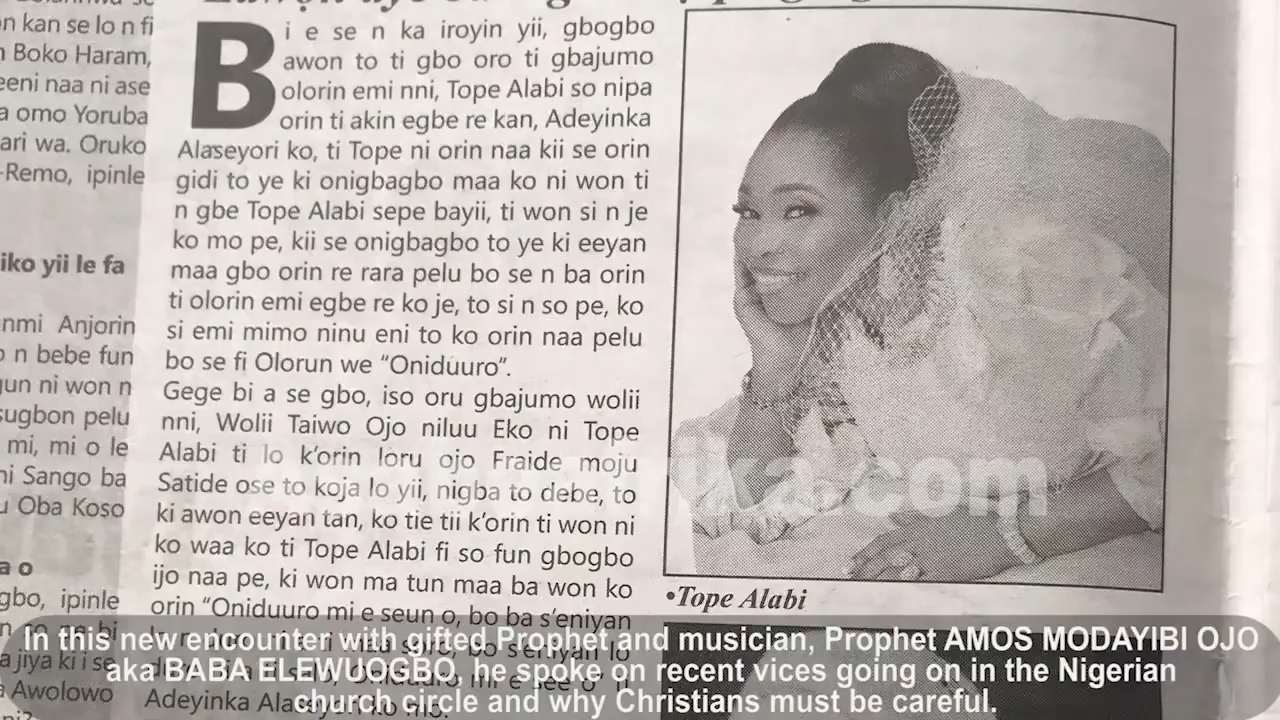 n kan se lo n fi
Boko Haram,
eeni naa ni ase
a omo Yoruba
ari wa. Oruko
-Remo, ipinle
iko yii le fa
nmi Anjorin
n bebe fun
gun ni won n
sugbon pelu
mi, mi o le
ni Sango ba
u Oba Koso
a o
gbo, ipinle
a jiya ki i se
a Awolowo
Bi e se n ka iroyin yii, gbogbo
awon to ti gbo oro ti gbajumo
olorin emi nni, Tope Alabi so nipa
orin ti akin egbe re kan, Adeyinka
Alaseyori ko, ti Tope ni orin naa kii se orin
gidi to ye ki onigbagbo maa ko ni won ti
n gbe Tope Alabi sepe bayii, ti won si n je
ko mo pe, kii se onigbagbo to ye ki eeyan
maa gbo orin re rara pelu bo se n ba orin
ti olorin emi egbe re ko je, to si n so pe, ko
si emi mimo ninu eni to ko orin naa pelu
bo se fi Olorun we “Oniduuro”.
Gege bi a se gbo, iso oru gbajumo wolii
nni, Wolii Taiwo Ojo niluu Eko ni Tope
Alabi ti lo k’orin loru ojo Fraide moju
Satide ose to koja lo yii, nigba to debe, to
ki awon eeyan tan, ko tie tii k’orin ti won ni
ko waa ko ti Tope Alabi fi so fun gbogbo
ijo naa pe, ki won ma tun maa ba won ko
orin “Oniduuro mi e seun o, bo ba s’eniyan
Adeyinka Alaseyori ko mo.
•Tope Alabi
.com
In this new encounter with gifted Prophet and musician, Prophet AMOS MODAYIBI OJO
aka BABA ELEWUOGBO, he spoke on recent vices going on in the Nigerian
church circle and why Christians must be careful.